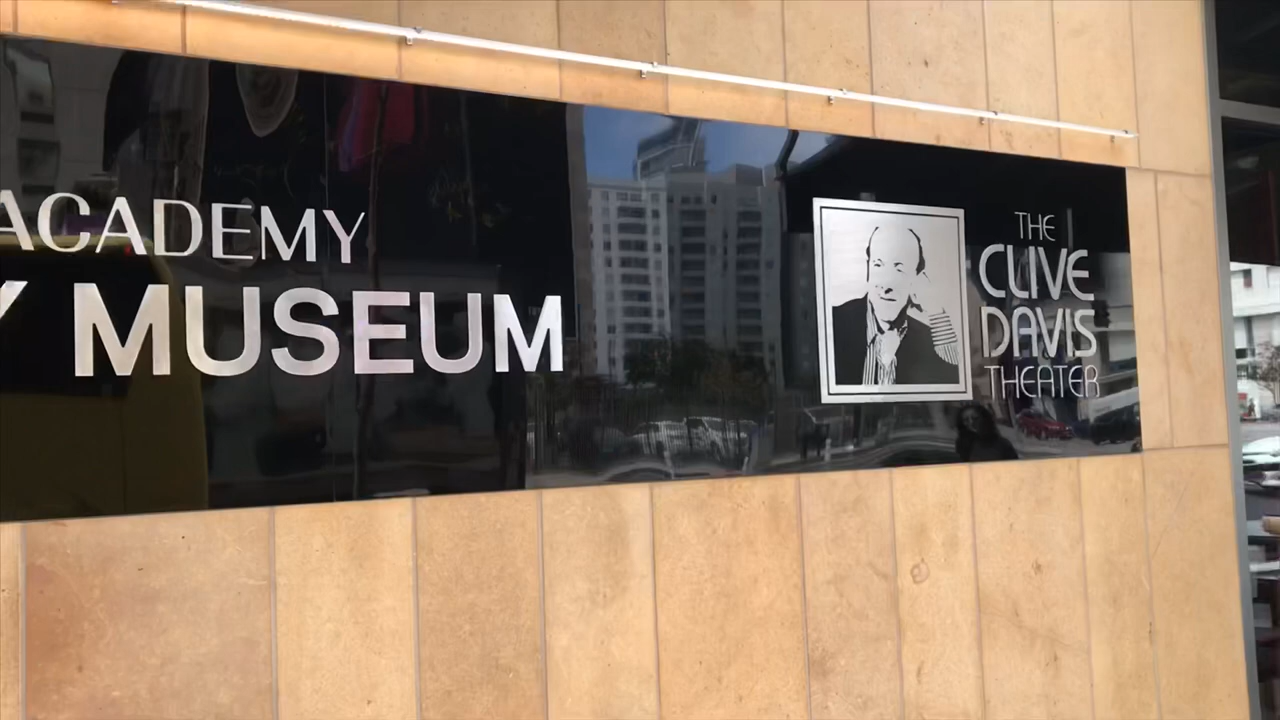 ACADEMY
Y MUSEUM
THE
CLIVE
DAVIS
THEATER